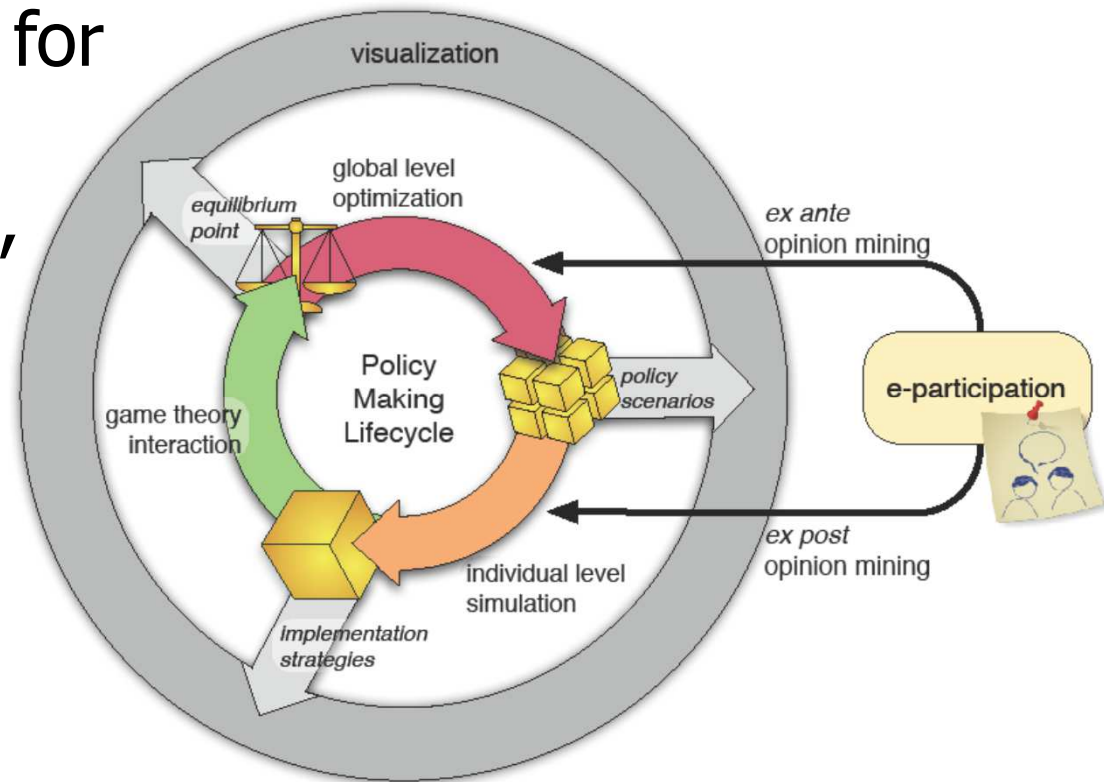 for
,
visualization
global level
optimization
equilibrium
point
ex ante
opinion mining
Policy
Making
Lifecycle
policy
scenarios
e-participation
game theory
interaction
ex post
opinion mining
individual level
simulation
implementation
strategies